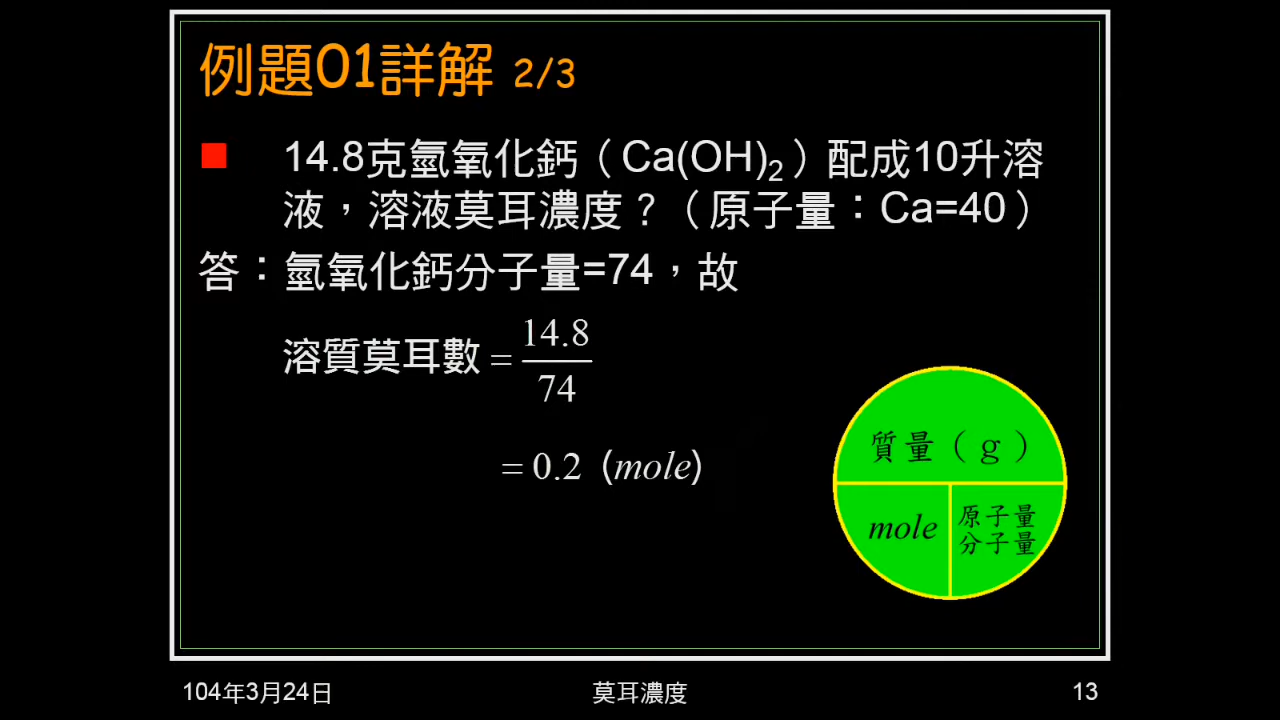 例題01詳解 2/3
14.8克氫氧化鈣（Ca(OH)₂）配成10升溶
液，溶液莫耳濃度？（原子量：Ca=40）
答：氫氧化鈣分子量=74，故
溶質莫耳數 = 14.8/74
= 0.2 (mole)
質量（g）
mole
原子量
分子量
104年3月24日
莫耳濃度
13